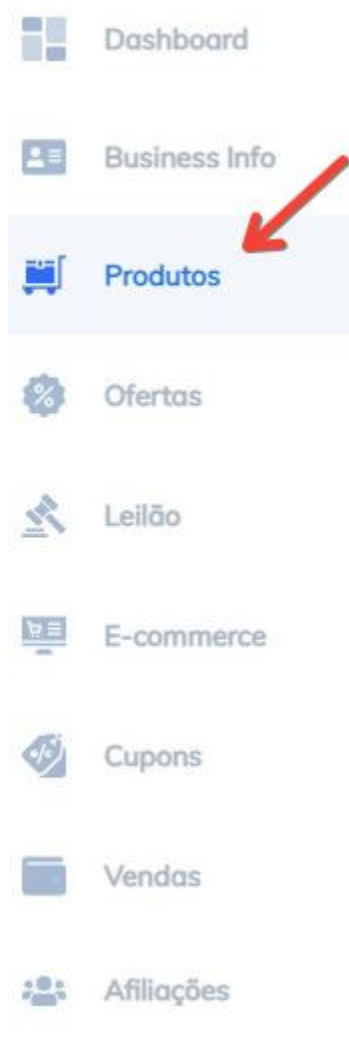 Dashboard
Business Info
Produtos
Ofertas
Leilão
E-commerce
Cupons
Vendas
Afiliações